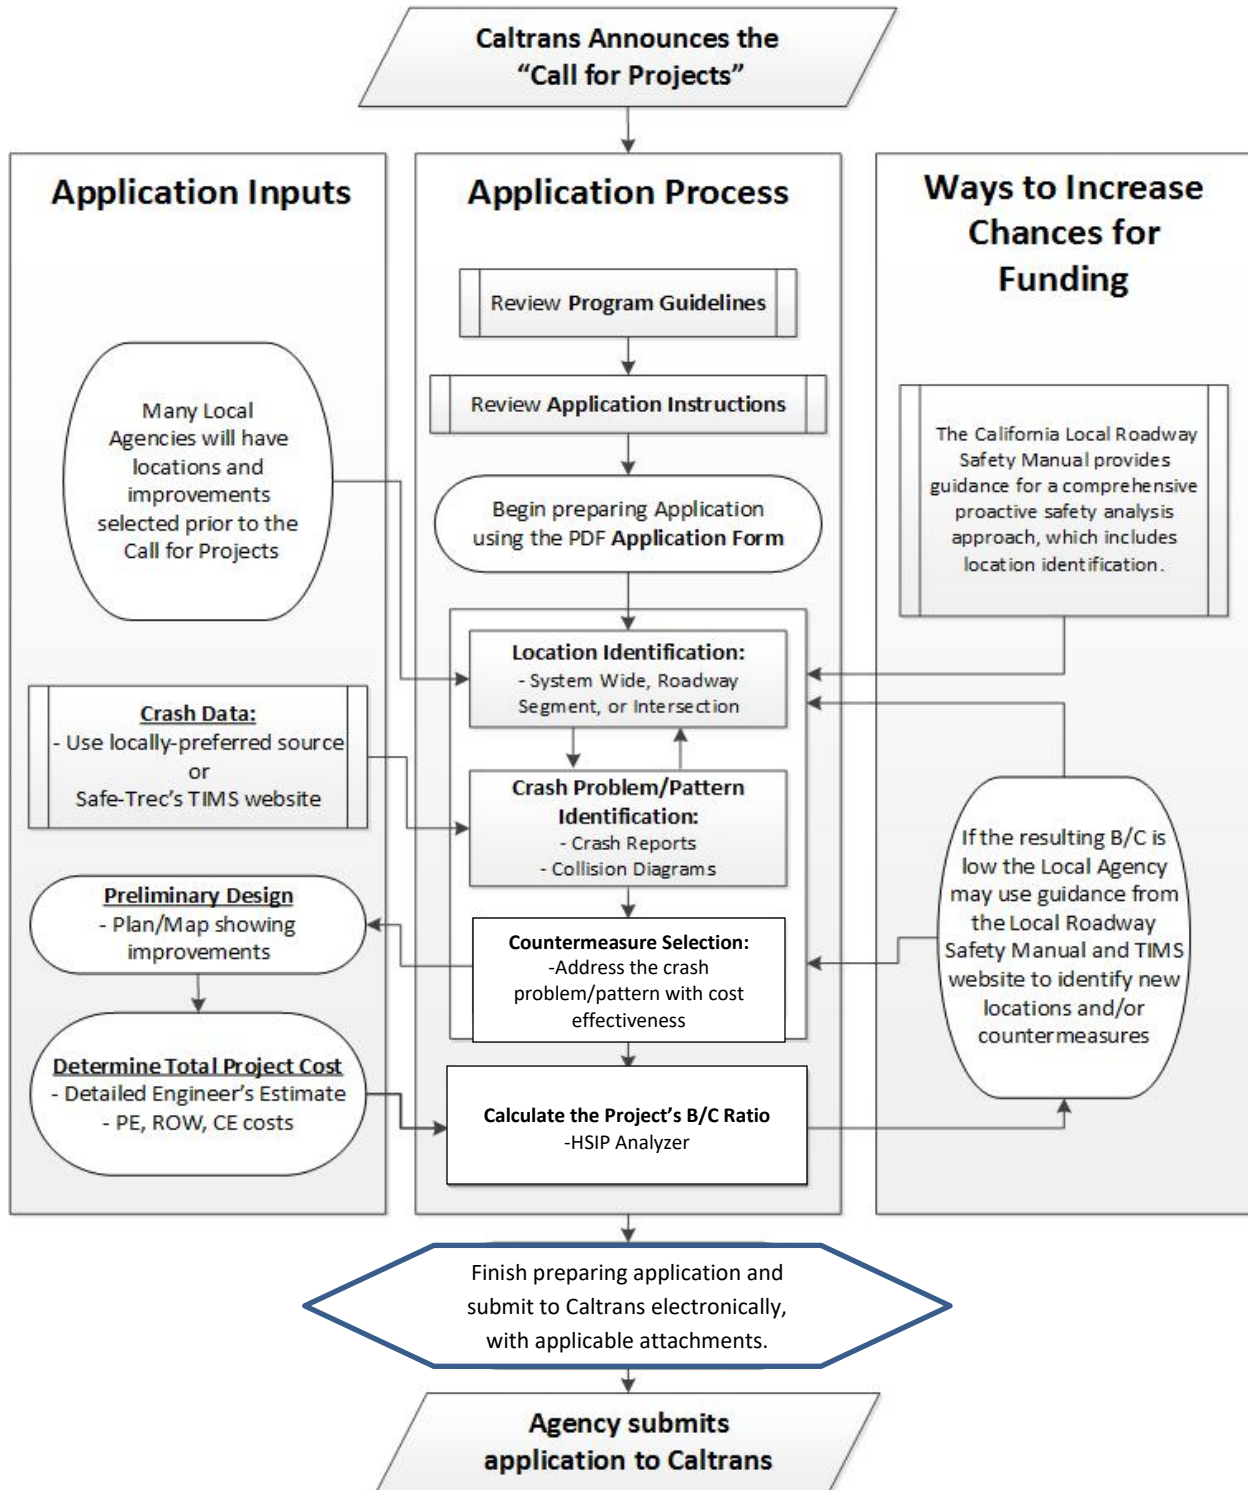 Caltrans Announces the
“Call for Projects”
Application Inputs
Many Local
Agencies will have
locations and
improvements
selected prior to the
Call for Projects
Crash Data:
- Use locally-preferred source
or
Safe-Trec’s TIMS website
Preliminary Design
- Plan/Map showing
improvements
Determine Total Project Cost
- Detailed Engineer’s Estimate
- PE, ROW, CE costs
Application Process
Review Program Guidelines
Review Application Instructions
Begin preparing Application
using the PDF Application Form
Location Identification:
- System Wide, Roadway
Segment, or Intersection
Crash Problem/Pattern
Identification:
- Crash Reports
- Collision Diagrams
Countermeasure Selection:
-Address the crash
problem/pattern with cost
effectiveness
Calculate the Project’s B/C Ratio
-HSIP Analyzer
Ways to Increase
Chances for
Funding
The California Local Roadway
Safety Manual provides
guidance for a comprehensive
proactive safety analysis
approach, which includes
location identification.
If the resulting B/C is
low the Local Agency
may use guidance from
the Local Roadway
Safety Manual and TIMS
website to identify new
locations and/or
countermeasures
Finish preparing application and
submit to Caltrans electronically,
with applicable attachments.
Agency submits
application to Caltrans